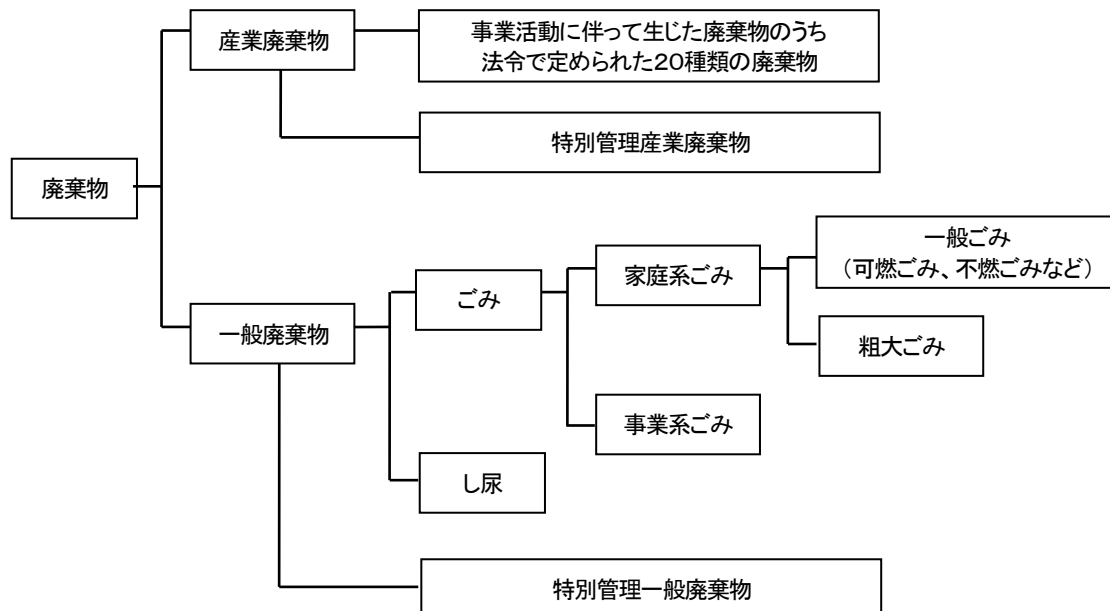 産業廃棄物
事業活動に伴って生じた廃棄物のうち
法令で定められた20種類の廃棄物
特別管理産業廃棄物
廃棄物
一般廃棄物
ごみ
家庭系ごみ
一般ごみ
（可燃ごみ、不燃ごみなど）
粗大ごみ
事業系ごみ
し尿
特別管理一般廃棄物